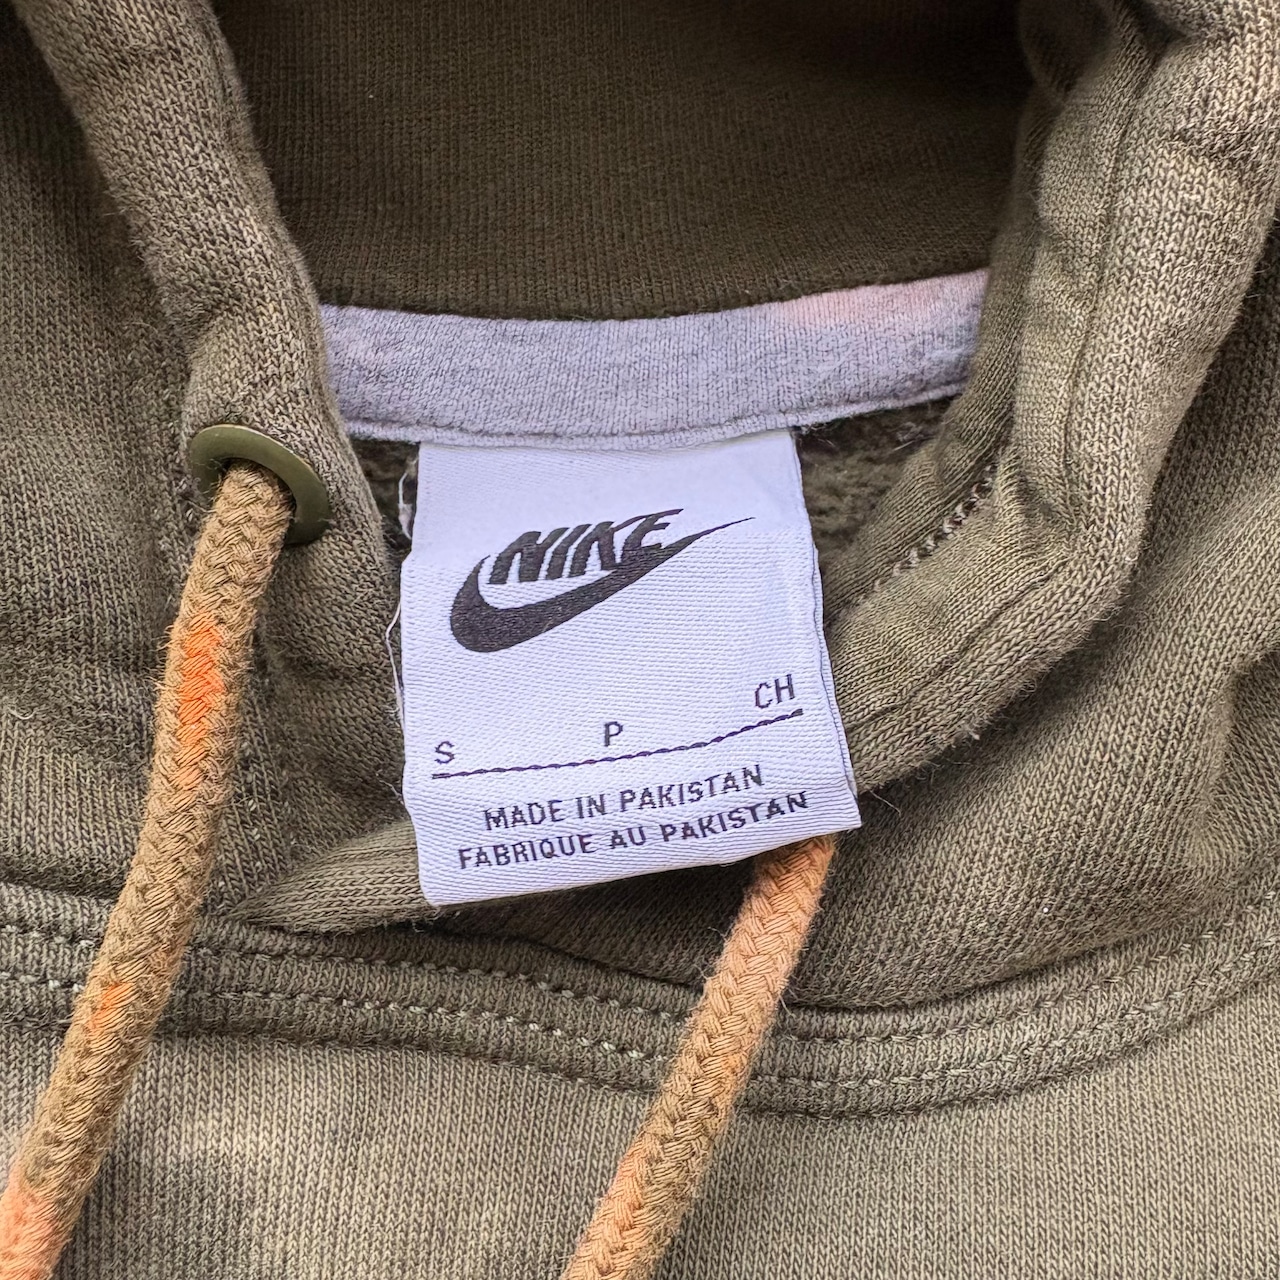 NIKE
S P CH
MADE IN PAKISTAN
FABRIQUE AU PAKISTAN